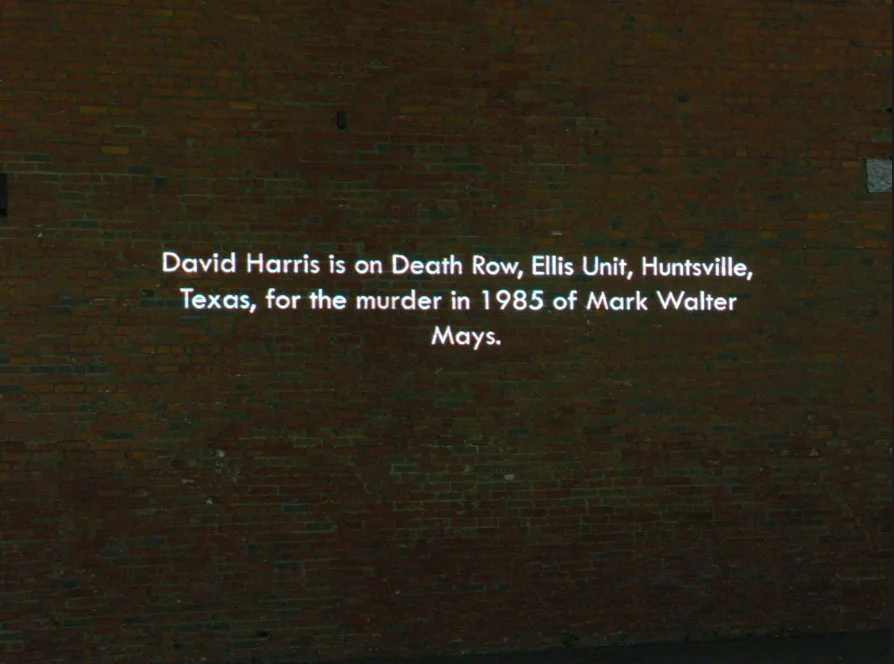 David Harris is on Death Row, Ellis Unit, Huntsville,
Texas, for the murder in 1985 of Mark Walter
Mays.